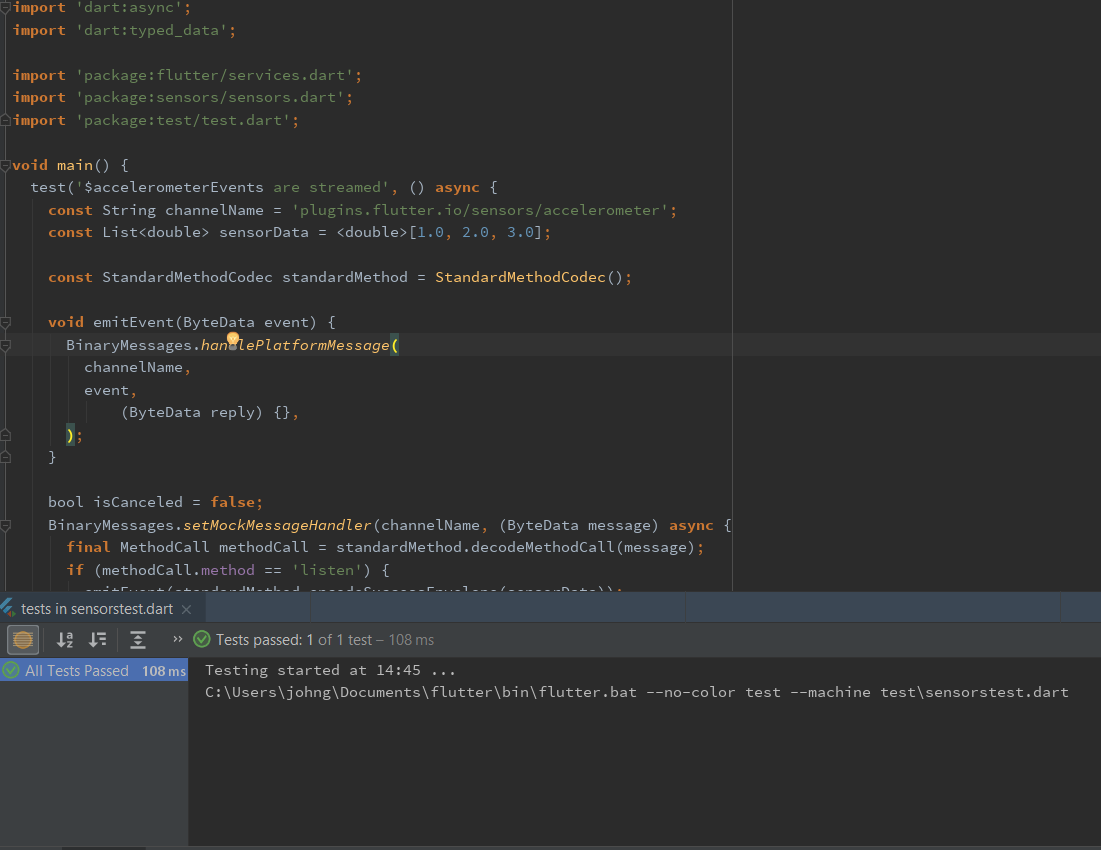 import 'dart:async';
import 'dart:typed_data';
import 'package:flutter/services.dart';
import 'package:sensors/sensors.dart';
import 'package:test/test.dart';
void main() {
test('$accelerometerEvents are streamed', () async {
const String channelName = 'plugins.flutter.io/sensors/accelerometer';
const List<double> sensorData = <double>[1.0, 2.0, 3.0];
const StandardMethodCodec standardMethod = StandardMethodCodec();
void emitEvent(ByteData event) {
BinaryMessages.handlePlatformMessage(
channelName,
event,
(ByteData reply) {},
);
}
bool isCanceled = false;
BinaryMessages.setMockMessageHandler(channelName, (ByteData message) async {
final MethodCall methodCall = standardMethod.decodeMethodCall(message);
if (methodCall.method == 'listen') {
emitEvent(standardMethod.encodeSuccessEnvelope(sensorData));
tests in sensorstest.dart
Tests passed: 1 of 1 test – 108 ms
All Tests Passed 108 ms
Testing started at 14:45 ...
C:\Users\johng\Documents\flutter\bin\flutter.bat --no-color test --machine test\sensorstest.dart